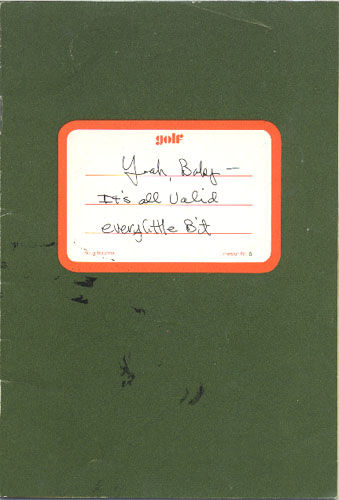 golf
Yeah, Baby —
It's all Valid
every little Bit